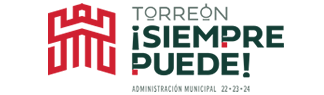 TORREÓN
¡SIEMPRE
PUEDE!
ADMINISTRACIÓN MUNICIPAL 22•23•24